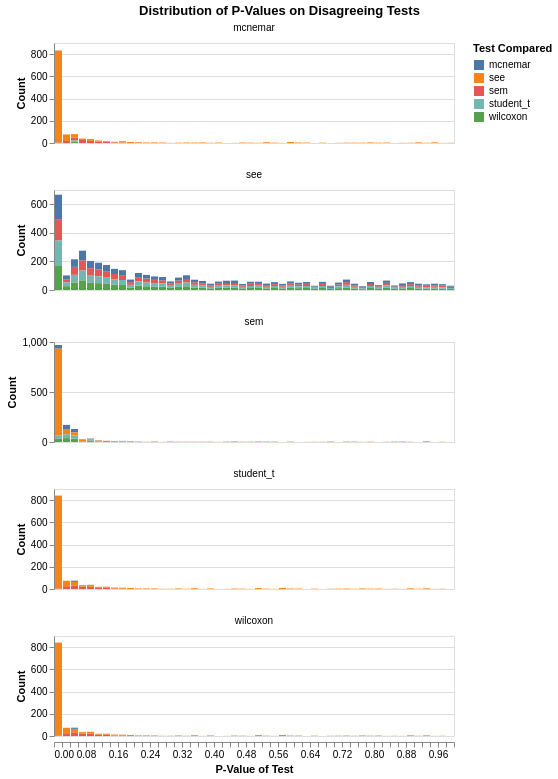 Distribution of P-Values on Disagreeing Tests
mcnemar
800
600
400
200
0
Count
Test Compared
mcnemar
see
sem
student_t
wilcoxon
see
600
400
200
0
Count
sem
1,000
500
0
Count
student_t
800
600
400
200
0
Count
wilcoxon
800
600
400
200
0
Count
0.00 0.08 0.16 0.24 0.32 0.40 0.48 0.56 0.64 0.72 0.80 0.88 0.96
P-Value of Test